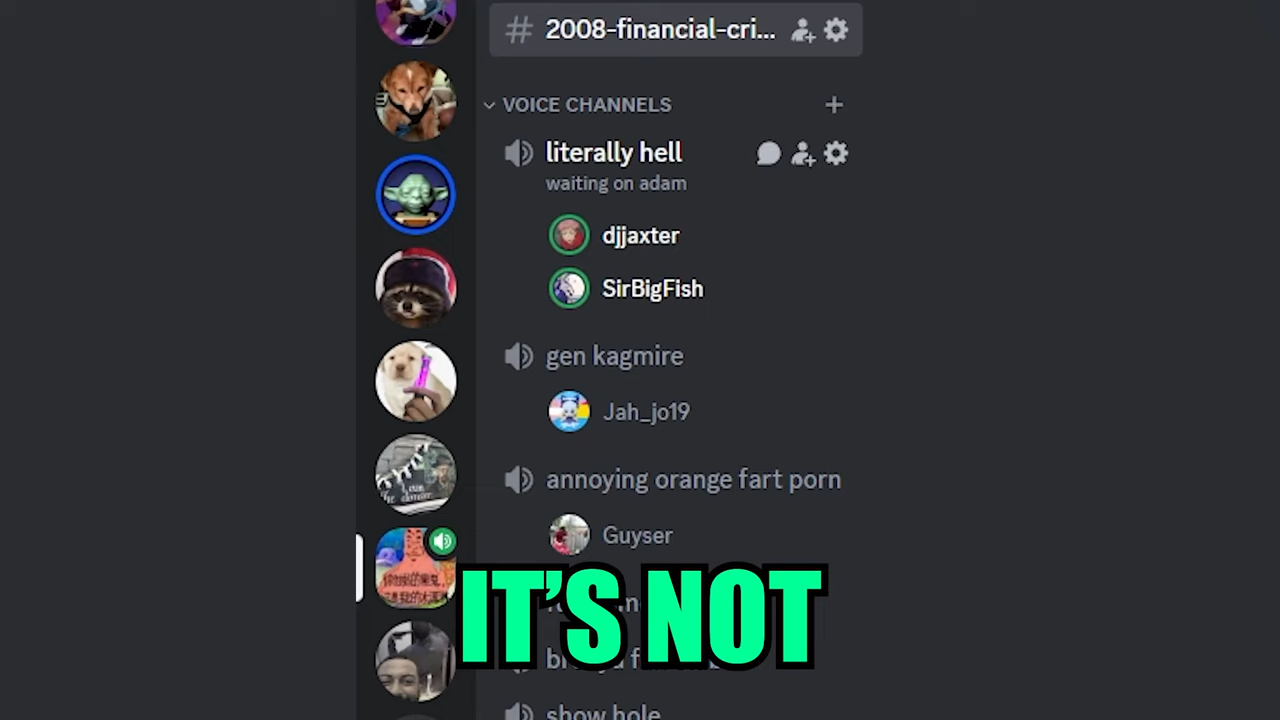 2008-financial-cri...
VOICE CHANNELS
literally hell
waiting on adam
djjaxter
SirBigFish
gen kagmire
Jah_jo19
annoying orange fart porn
Guyser
IT'S NOT
show hole